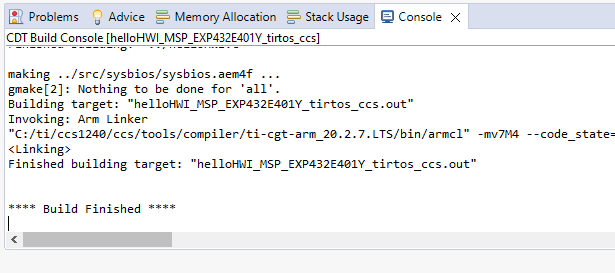 Problems Advice Memory Allocation Stack Usage Console
CDT Build Console [helloHWI_MSP_EXP432E401Y_tirtos_ccs]
making ../src/sysbios/sysbios.aem4f ...
gmake[2]: Nothing to be done for 'all'.
Building target: "helloHWI_MSP_EXP432E401Y_tirtos_ccs.out"
Invoking: Arm Linker
"C:/ti/ccs1240/ccs/tools/compiler/ti-cgt-arm_20.2.7.LTS/bin/armcl" -mv7M4 --code_state=
<Linking>
Finished building target: "helloHWI_MSP_EXP432E401Y_tirtos_ccs.out"
**** Build Finished ****